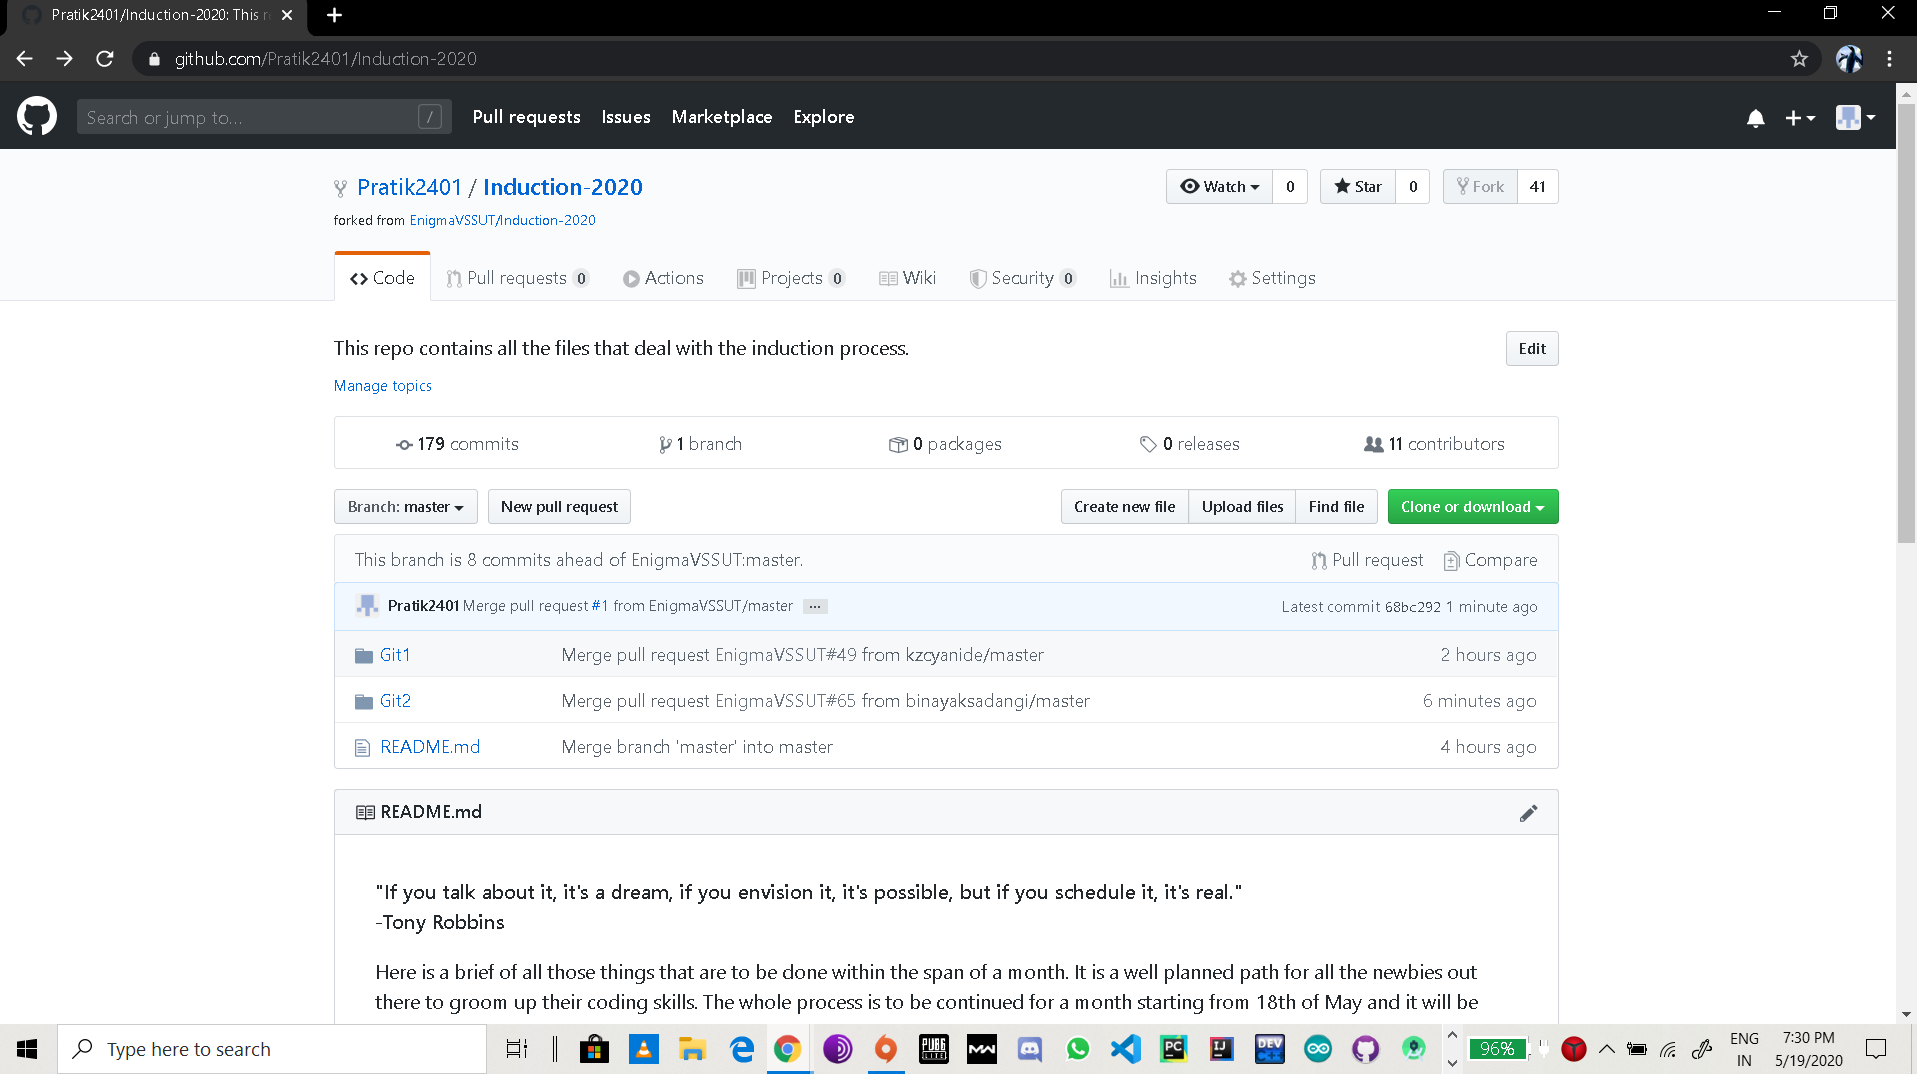 Pratik2401/Induction-2020: This r
github.com/Pratik2401/Induction-2020
Search or jump to...
/
Pull requests Issues Marketplace Explore
Pratik2401 / Induction-2020
Watch 0 Star 0 Fork 41
forked from EnigmaVSSUT/Induction-2020
Code Pull requests 0 Actions Projects 0 Wiki Security 0 Insights Settings
This repo contains all the files that deal with the induction process.
Edit
Manage topics
179 commits 1 branch 0 packages 0 releases 11 contributors
Branch: master New pull request Create new file Upload files Find file Clone or download
This branch is 8 commits ahead of EnigmaVSSUT:master. Pull request Compare
Pratik2401 Merge pull request #1 from EnigmaVSSUT/master ... Latest commit 68bc292 1 minute ago
Git1 Merge pull request EnigmaVSSUT#49 from kzcyanide/master 2 hours ago
Git2 Merge pull request EnigmaVSSUT#65 from binayaksadangi/master 6 minutes ago
README.md Merge branch 'master' into master 4 hours ago
README.md
"If you talk about it, it's a dream, if you envision it, it's possible, but if you schedule it, it's real."
-Tony Robbins
Here is a brief of all those things that are to be done within the span of a month. It is a well planned path for all the newbies out
there to groom up their coding skills. The whole process is to be continued for a month starting from 18th of May and it will be
Type here to search
PUBG LITE
MW
PC
IJ
DEV C++
96%
ENG
IN
7:30 PM
5/19/2020